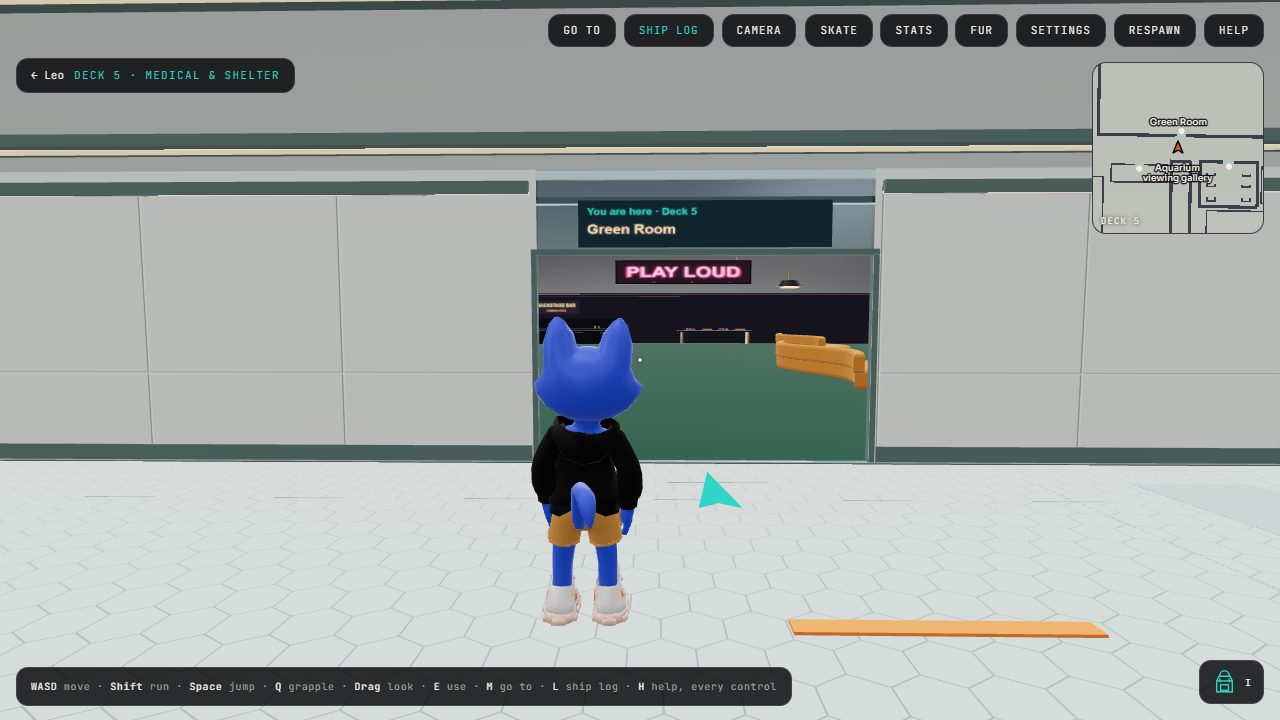 GO TO
SHIP LOG
CAMERA
SKATE
STATS
FUR
SETTINGS
RESPAWN
HELP
← Leo DECK 5 · MEDICAL & SHELTER
Green Room
Aquarium
viewing gallery
DECK 5
You are here · Deck 5
Green Room
PLAY LOUD
BACKSTAGE BAR
WASD move · Shift run · Space jump · Q grapple · Drag look · E use · M go to · L ship log · H help, every control
I